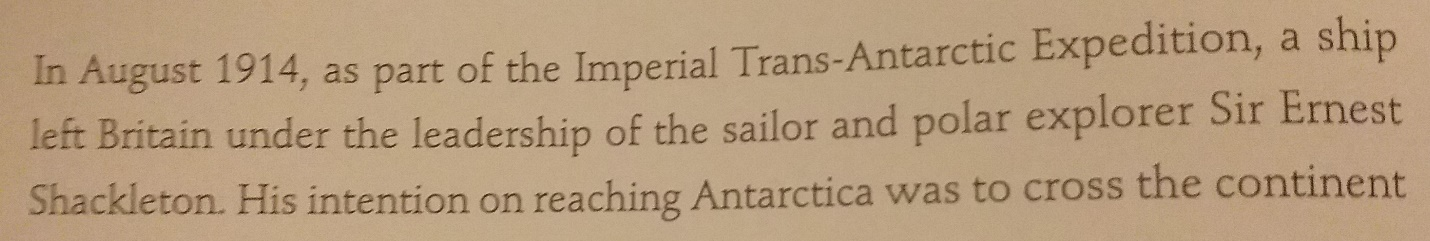 In August 1914, as part of the Imperial Trans-Antarctic Expedition, a ship
left Britain under the leadership of the sailor and polar explorer Sir Ernest
Shackleton. His intention on reaching Antarctica was to cross the continent